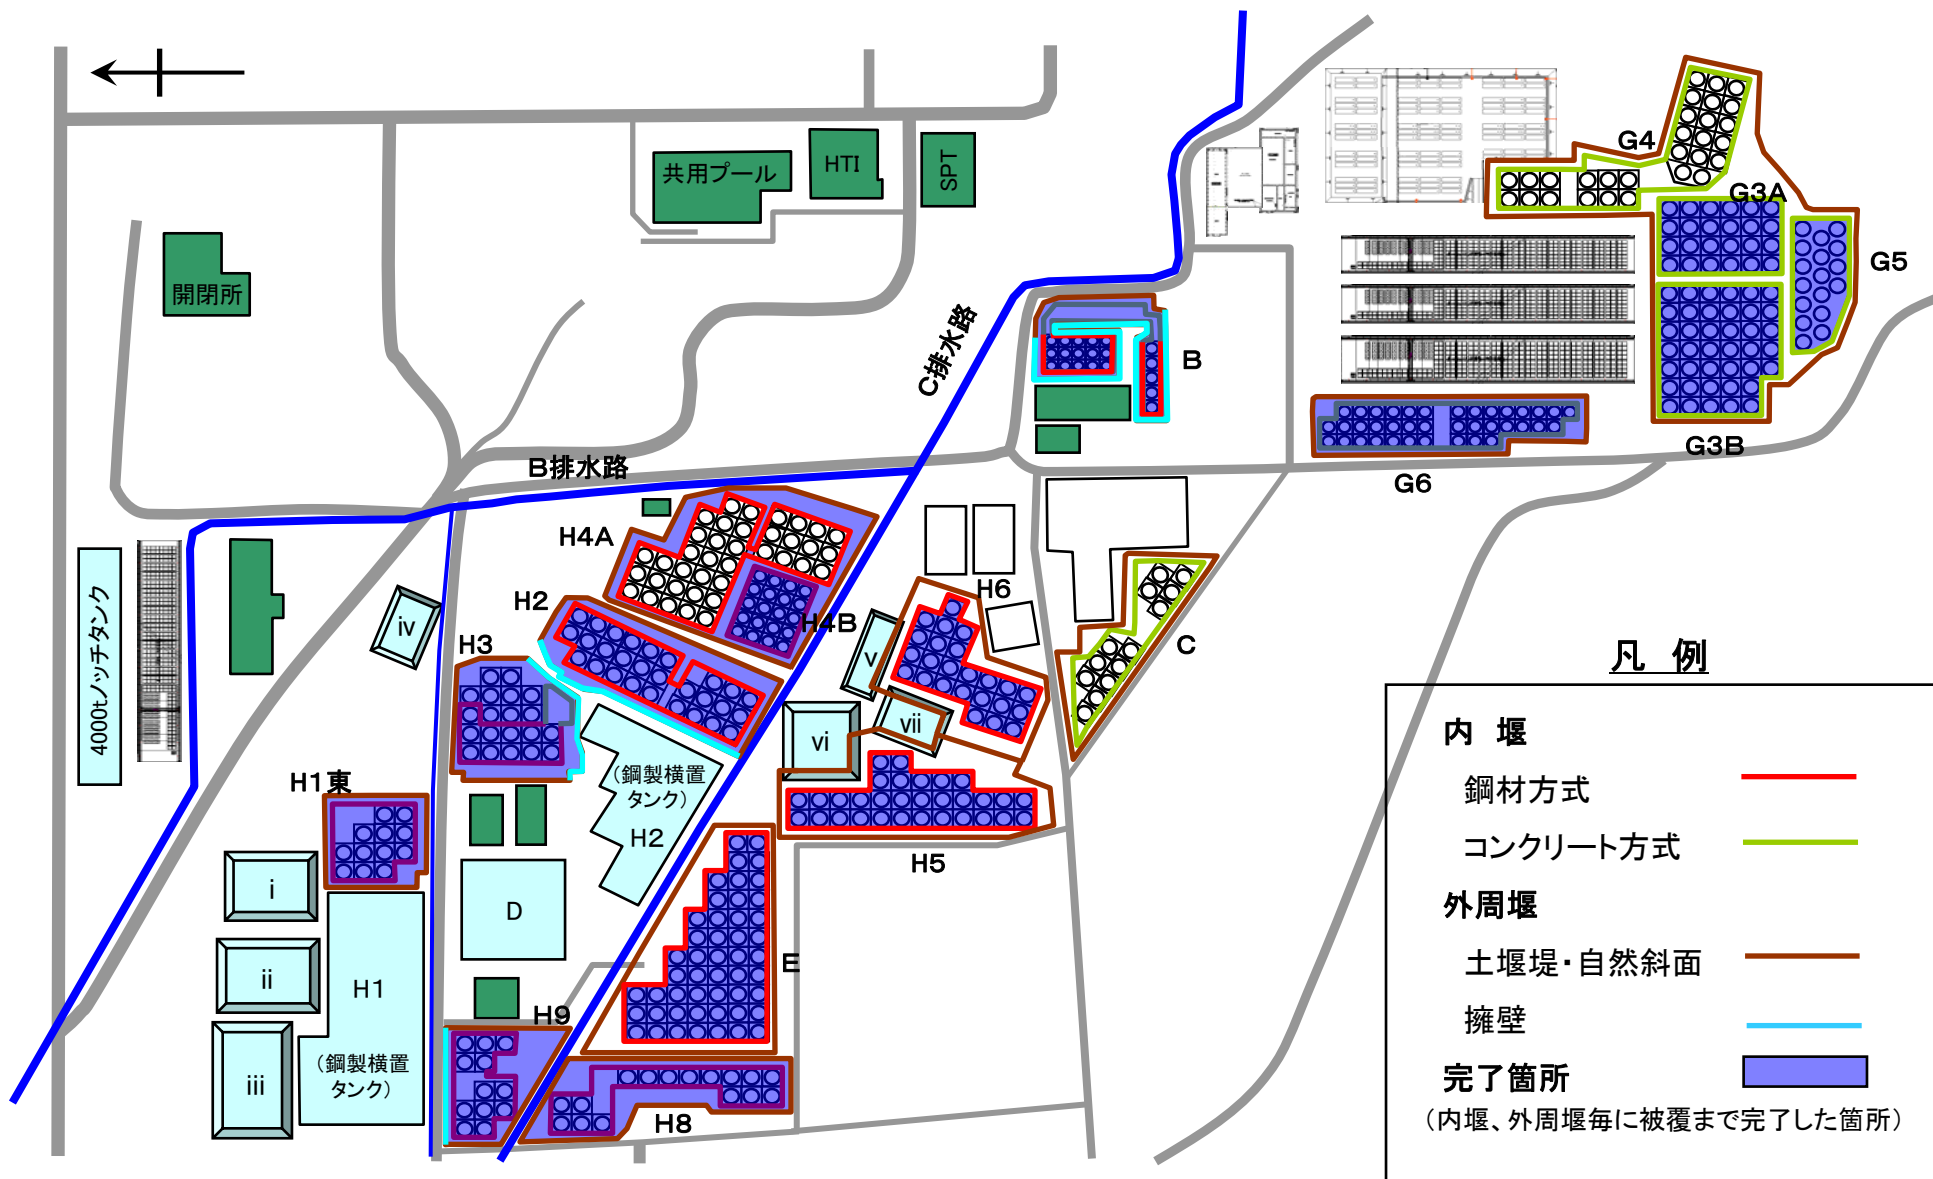 共用プール
HTI
SPT
開閉所
C排水路
B排水路
G4
G3A
G5
G3B
G6
B
H4A
H2
H4B
H6
H3
H1東
iv
v
vi
vii
C
4000tノッチタンク
(鋼製横置
タンク)
H2
H5
D
E
i
ii
iii
H1
(鋼製横置
タンク)
H9
H8
凡 例
内 堰
鋼材方式
コンクリート方式
外周堰
土堰堤・自然斜面
擁壁
完了箇所
(内堰、外周堰毎に被覆まで完了した箇所)